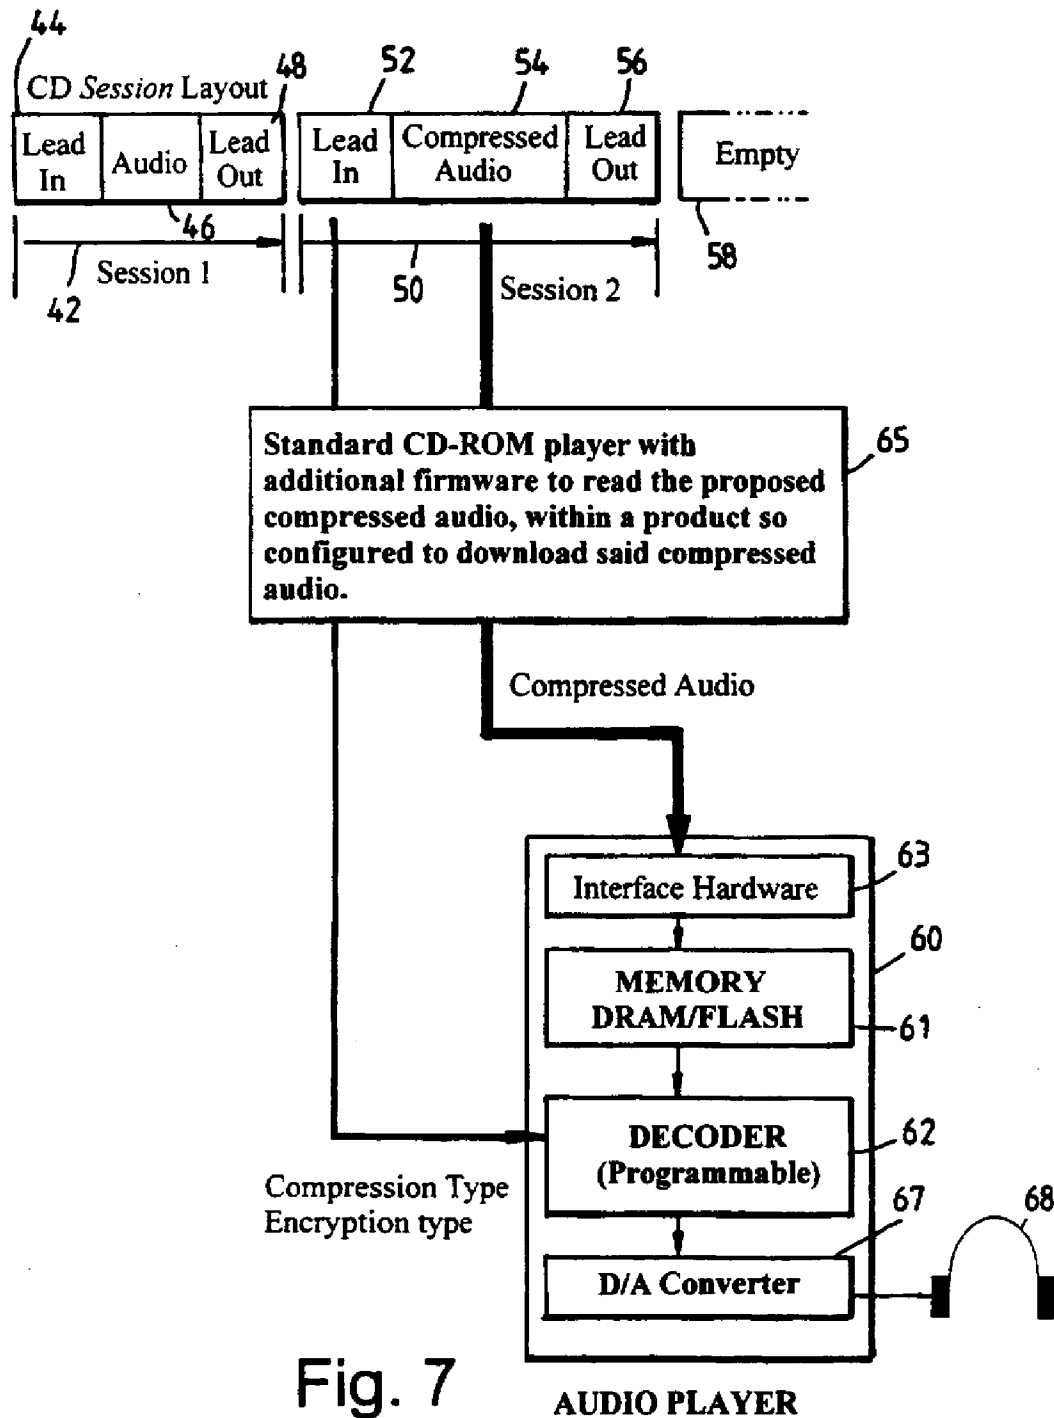 44
CD Session Layout
48
52
54
56
Lead In
Audio
Lead Out
Lead In
Compressed Audio
Lead Out
Empty
46
58
42
Session 1
50
Session 2
65
Standard CD-ROM player with
additional firmware to read the proposed
compressed audio, within a product so
configured to download said compressed
audio.
Compressed Audio
63
Interface Hardware
60
MEMORY
DRAM/FLASH
61
DECODER
(Programmable)
62
Compression Type
Encryption type
67
68
D/A Converter
Fig. 7
AUDIO PLAYER